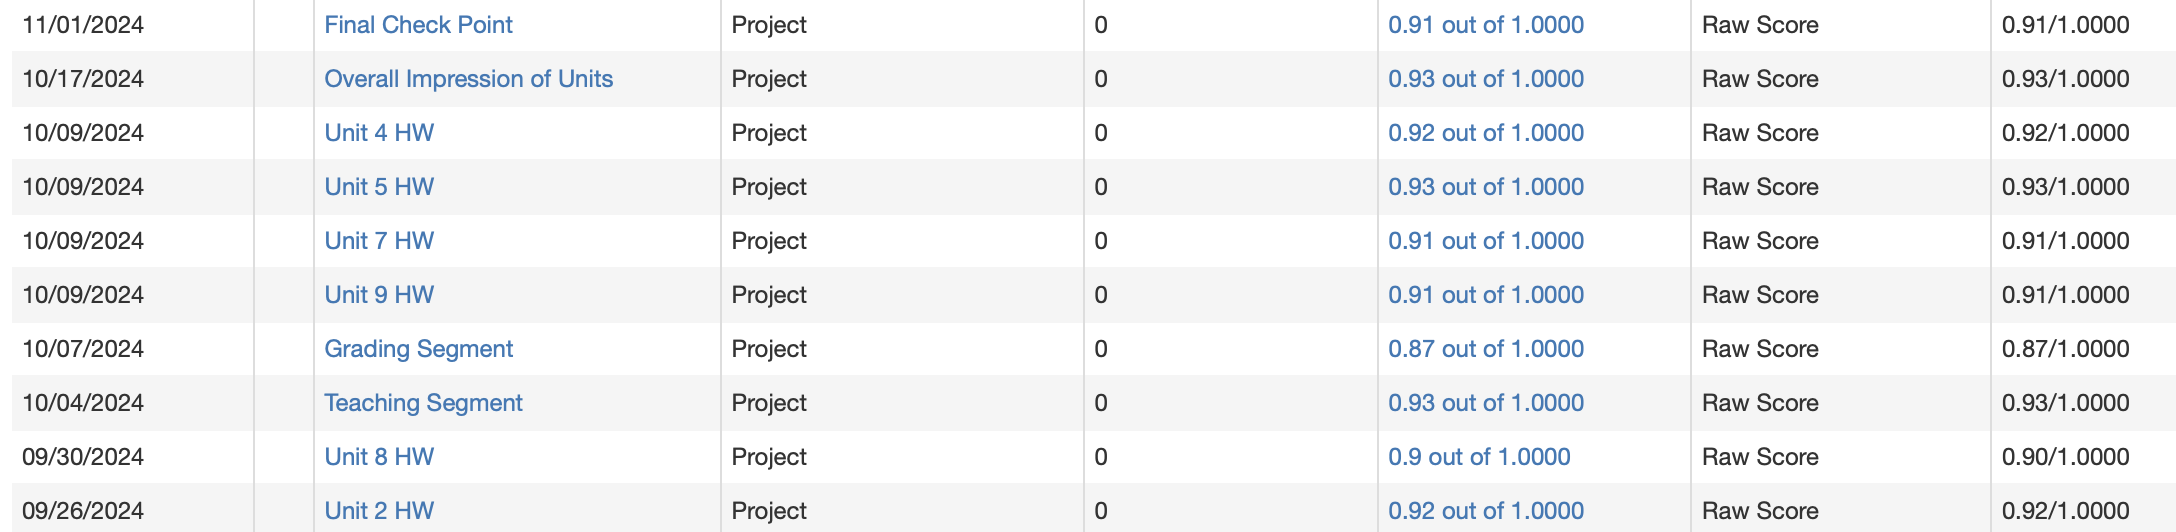 11/01/2024 Final Check Point Project 0 0.91 out of 1.0000 Raw Score 0.91/1.0000
10/17/2024 Overall Impression of Units Project 0 0.93 out of 1.0000 Raw Score 0.93/1.0000
10/09/2024 Unit 4 HW Project 0 0.92 out of 1.0000 Raw Score 0.92/1.0000
10/09/2024 Unit 5 HW Project 0 0.93 out of 1.0000 Raw Score 0.93/1.0000
10/09/2024 Unit 7 HW Project 0 0.91 out of 1.0000 Raw Score 0.91/1.0000
10/09/2024 Unit 9 HW Project 0 0.91 out of 1.0000 Raw Score 0.91/1.0000
10/07/2024 Grading Segment Project 0 0.87 out of 1.0000 Raw Score 0.87/1.0000
10/04/2024 Teaching Segment Project 0 0.93 out of 1.0000 Raw Score 0.93/1.0000
09/30/2024 Unit 8 HW Project 0 0.9 out of 1.0000 Raw Score 0.90/1.0000
09/26/2024 Unit 2 HW Project 0 0.92 out of 1.0000 Raw Score 0.92/1.0000